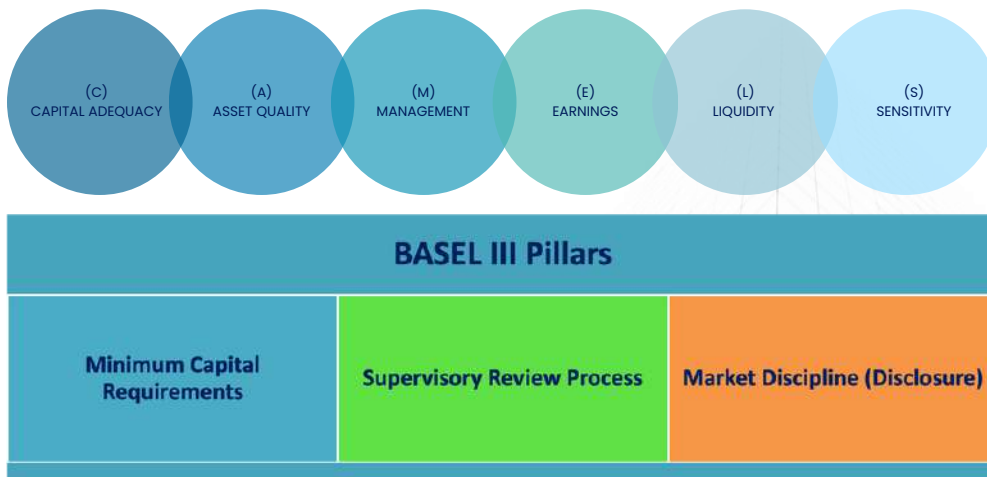 (C)
CAPITAL ADEQUACY
(A)
ASSET QUALITY
(M)
MANAGEMENT
(E)
EARNINGS
(L)
LIQUIDITY
(S)
SENSITIVITY
BASEL III Pillars
Minimum Capital
Requirements
Supervisory Review Process
Market Discipline (Disclosure)